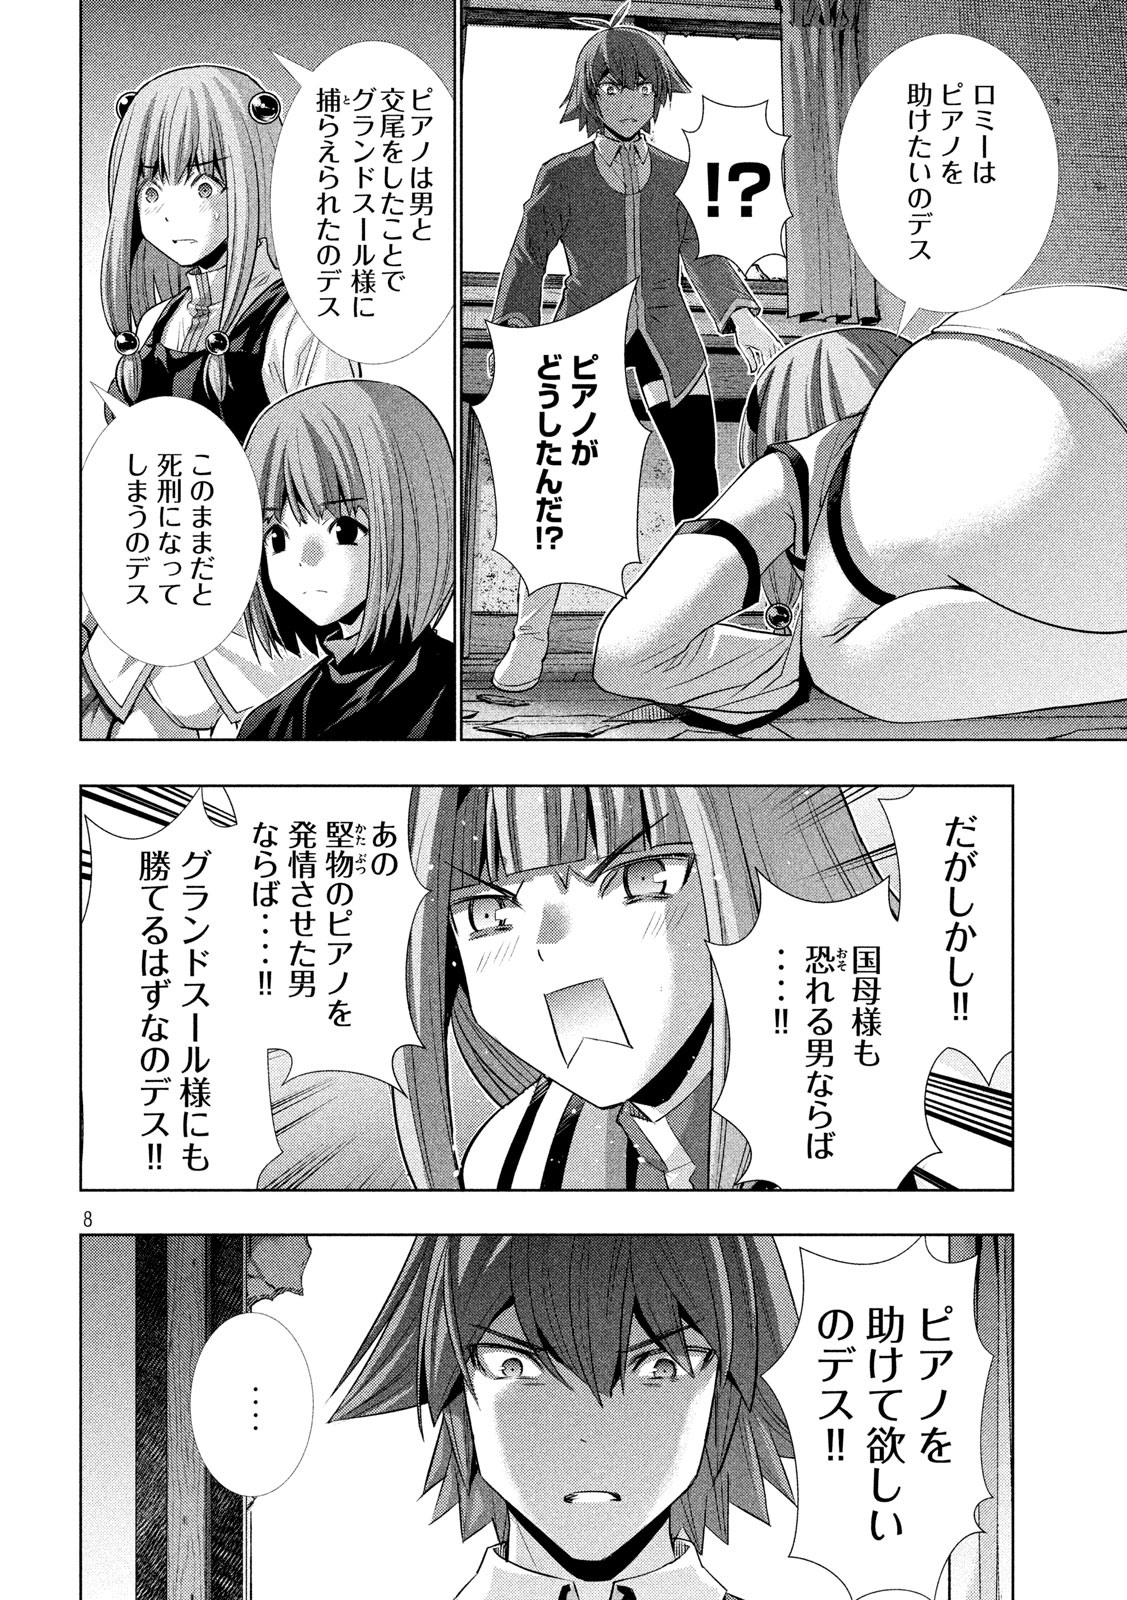 ロミーは
ピアノを
助けたいのデス
!?
ピアノが
どうしたんだ!?
ピアノは男と
交尾をしたことで
グランドスール様に
捕らえられたのデス
と
このままだと
死刑になって
しまうのデス
だがしかし!!
国母様も
恐れる男ならば
おそ
‥‥!!
あの
堅物のピアノを
かたぶつ
発情させた男
ならば‥‥!!
グランドスール様にも
勝てるはずなのデス!!
8
ピアノを
助けて欲しい
のデス!!
‥‥